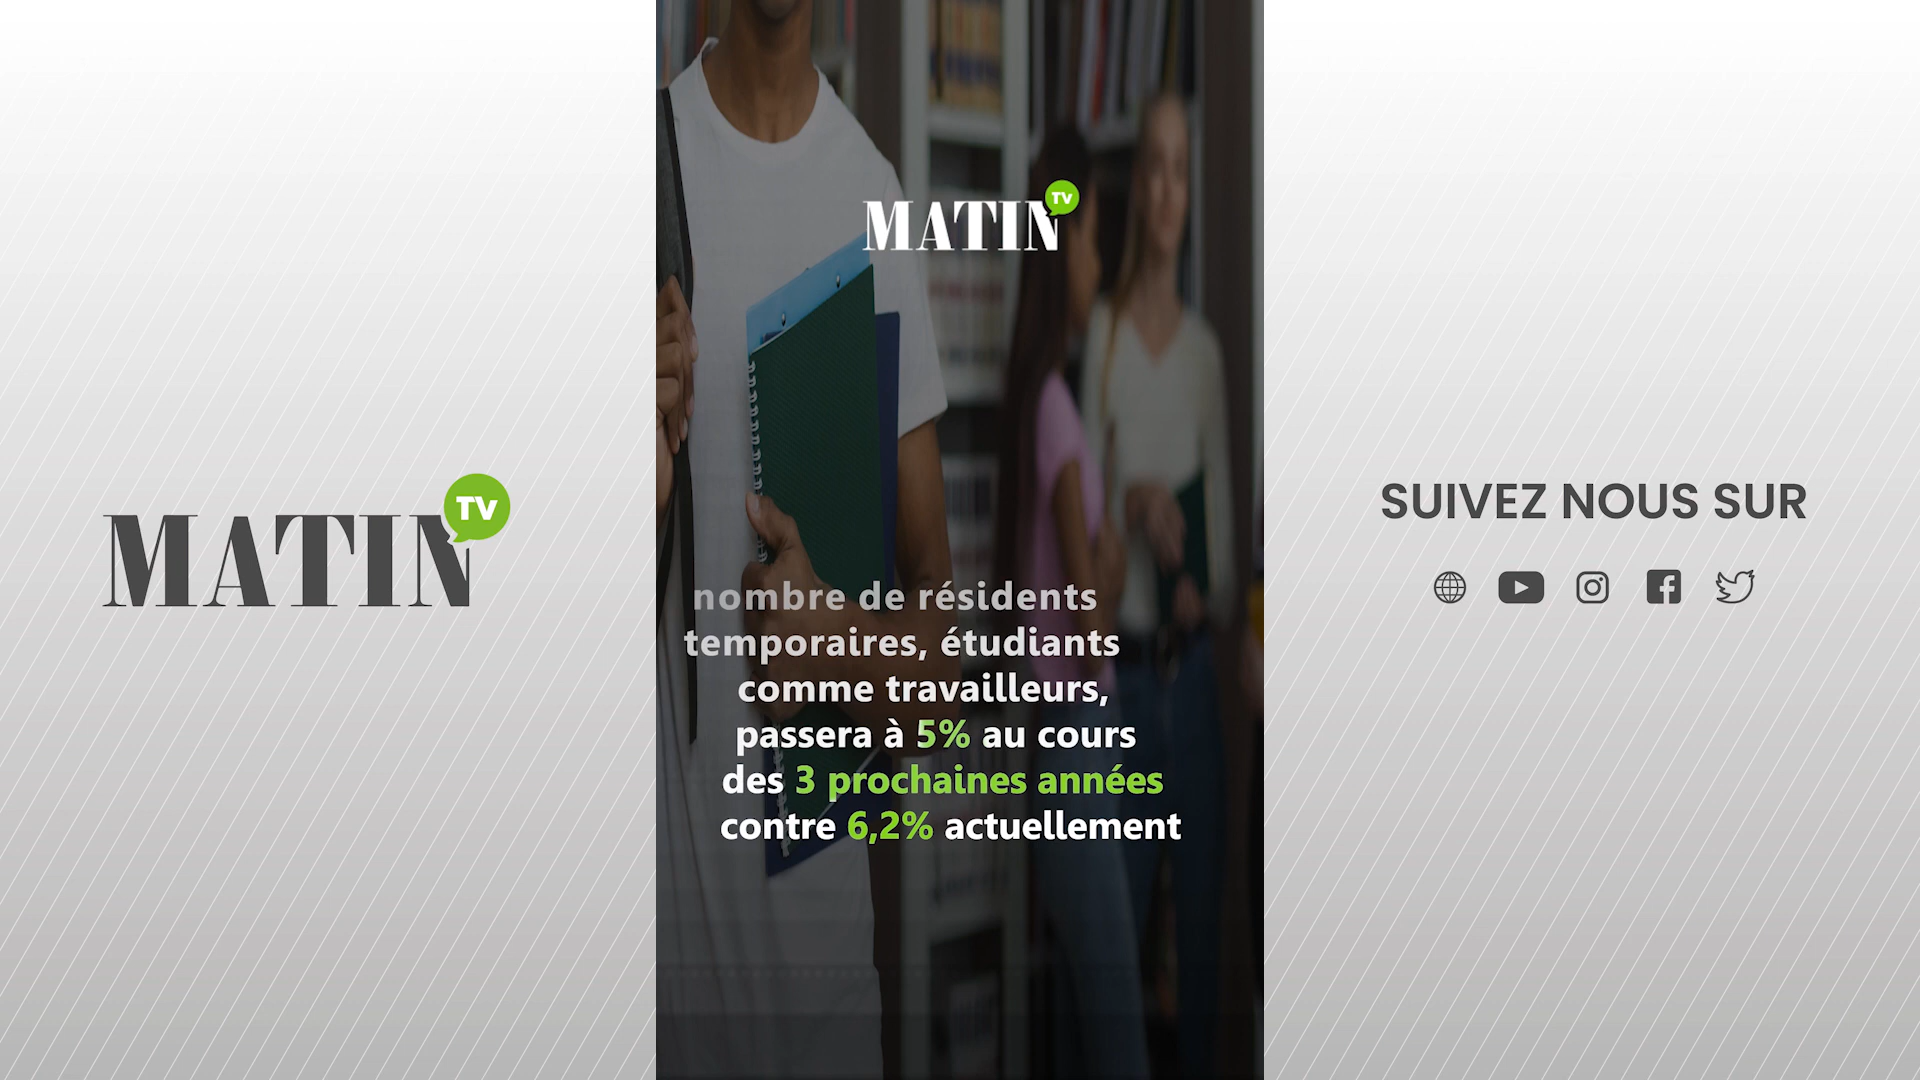 MATIN TV
MATIN TV
nombre de résidents
temporaires, étudiants
comme travailleurs,
passera à 5% au cours
des 3 prochaines années
contre 6,2% actuellement
SUIVEZ NOUS SUR